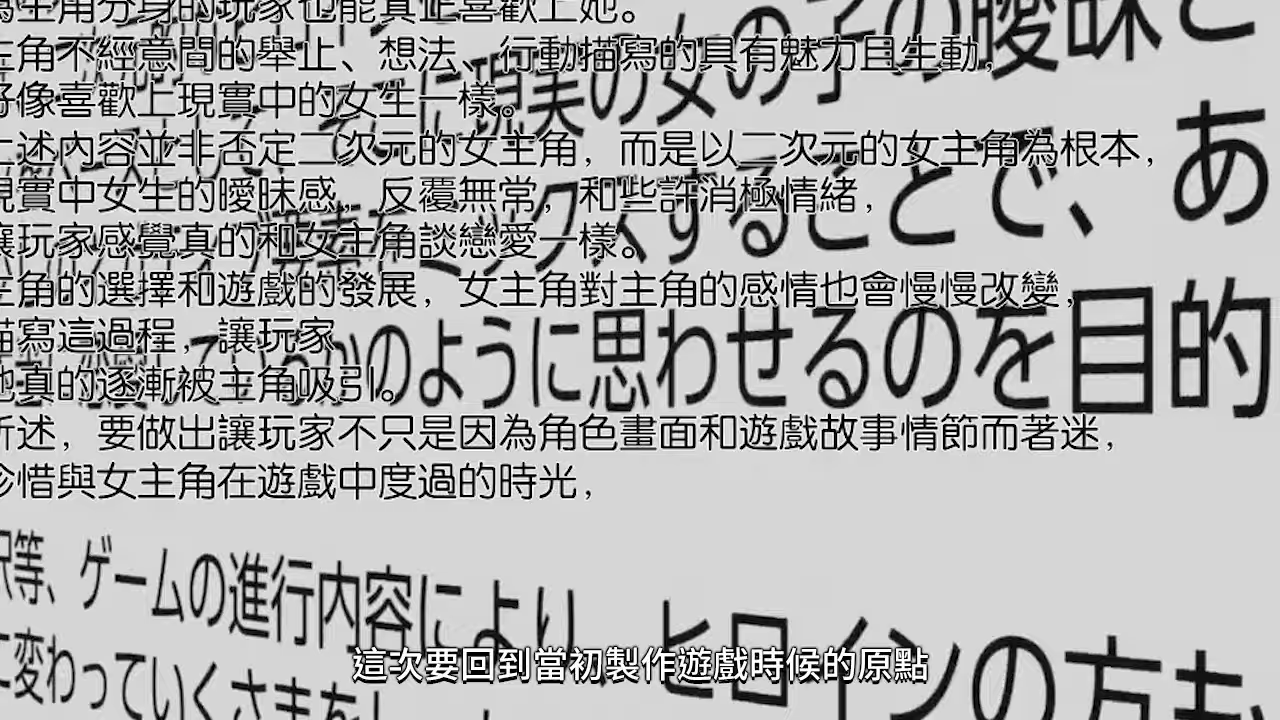 為主角分身的玩家也能真正喜歡上她。
主角不經意間的舉止、想法、行動描寫的具有魅力且生動，
好像喜歡上現實中的女生一樣。
上述內容並非否定二次元的女主角，而是以二次元的女主角為根本，
現實中女生的曖昧感，反覆無常，和些許消極情緒，
讓玩家感覺真的和女主角談戀愛一樣。
主角的選擇和遊戲的發展，女主角對主角的感情也會慢慢改變，
描寫這過程，讓玩家
她真的逐漸被主角吸引。
所述，要做出讓玩家不只是因為角色畫面和遊戲故事情節而著迷，
珍惜與女主角在遊戲中度過的時光，
に現実の女の子の曖昧さ
ックスすることで、あ
かのように思わせるのを目的
択等、ゲームの進行内容により、ヒロインの方も、
に変わっていくさまを
這次要回到當初製作遊戲時候的原點